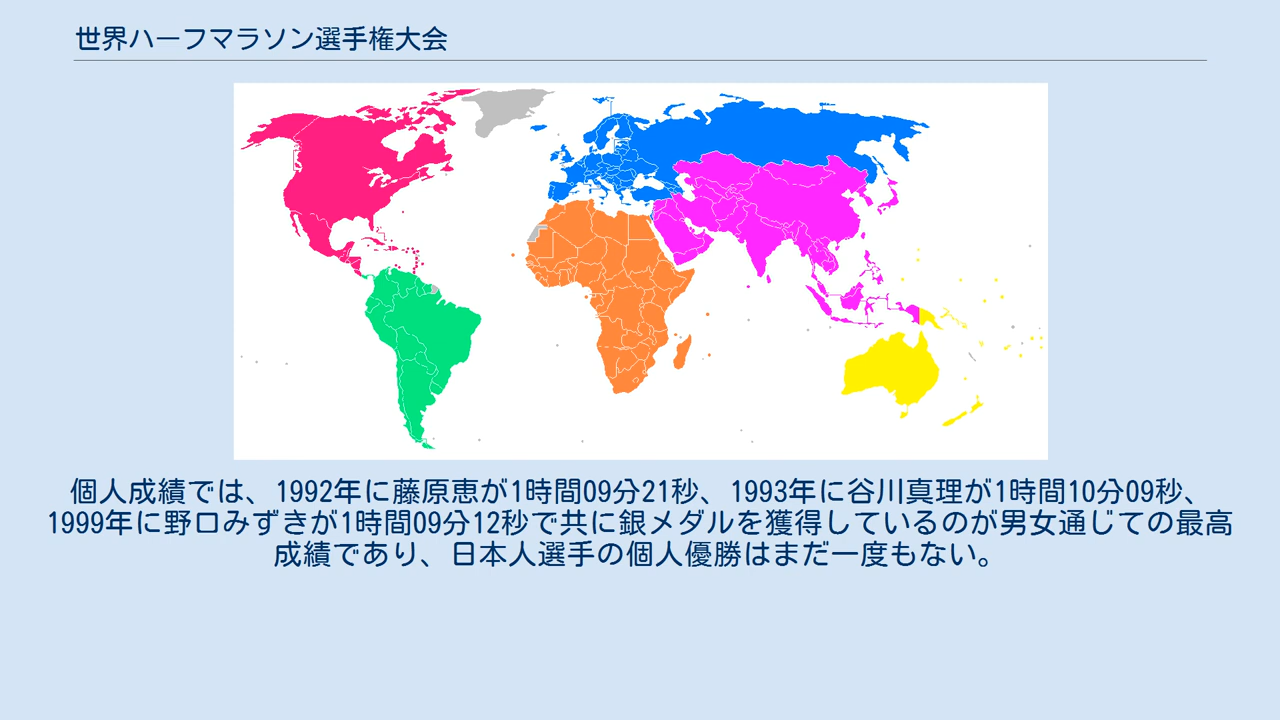 世界ハーフマラソン選手権大会
個人成績では、1992年に藤原恵が1時間09分21秒、1993年に谷川真理が1時間10分09秒、
1999年に野口みずきが1時間09分12秒で共に銀メダルを獲得しているのが男女通じての最高
成績であり、日本人選手の個人優勝はまだ一度もない。